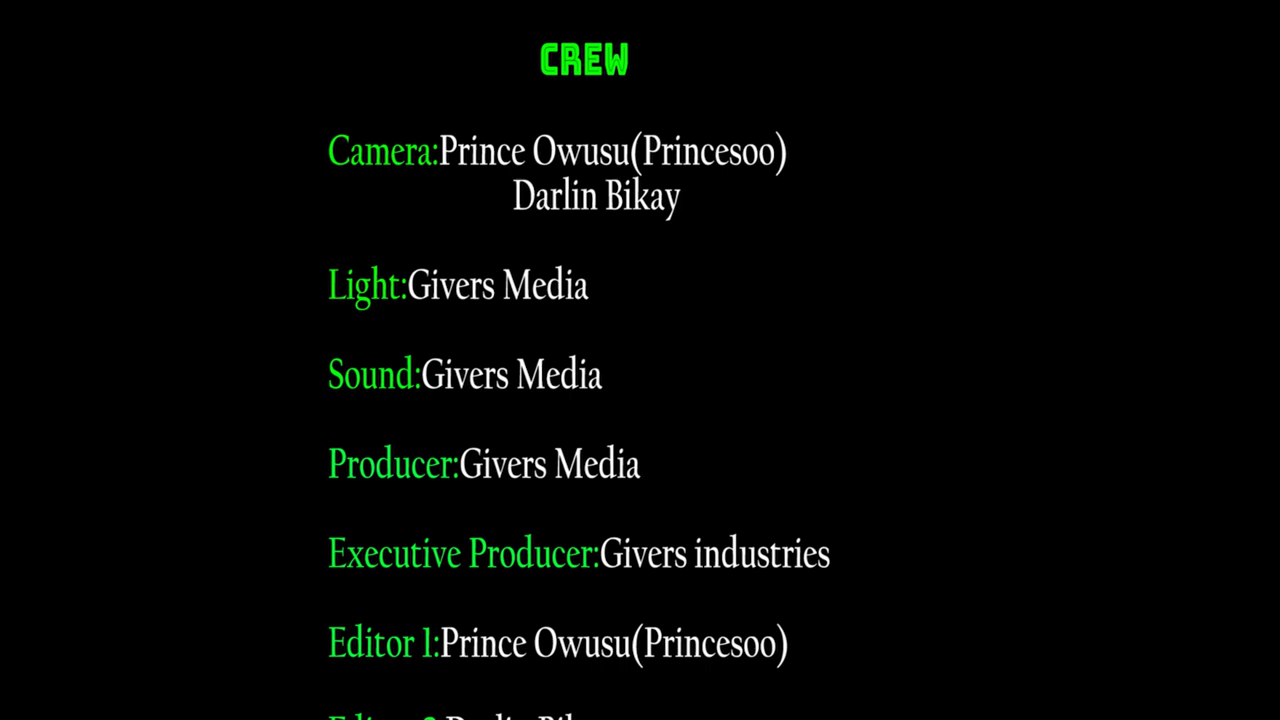 CREW
Camera:Prince Owusu(Princesoo)
Darlin Bikay
Light:Givers Media
Sound:Givers Media
Producer:Givers Media
Executive Producer:Givers industries
Editor 1:Prince Owusu(Princesoo)